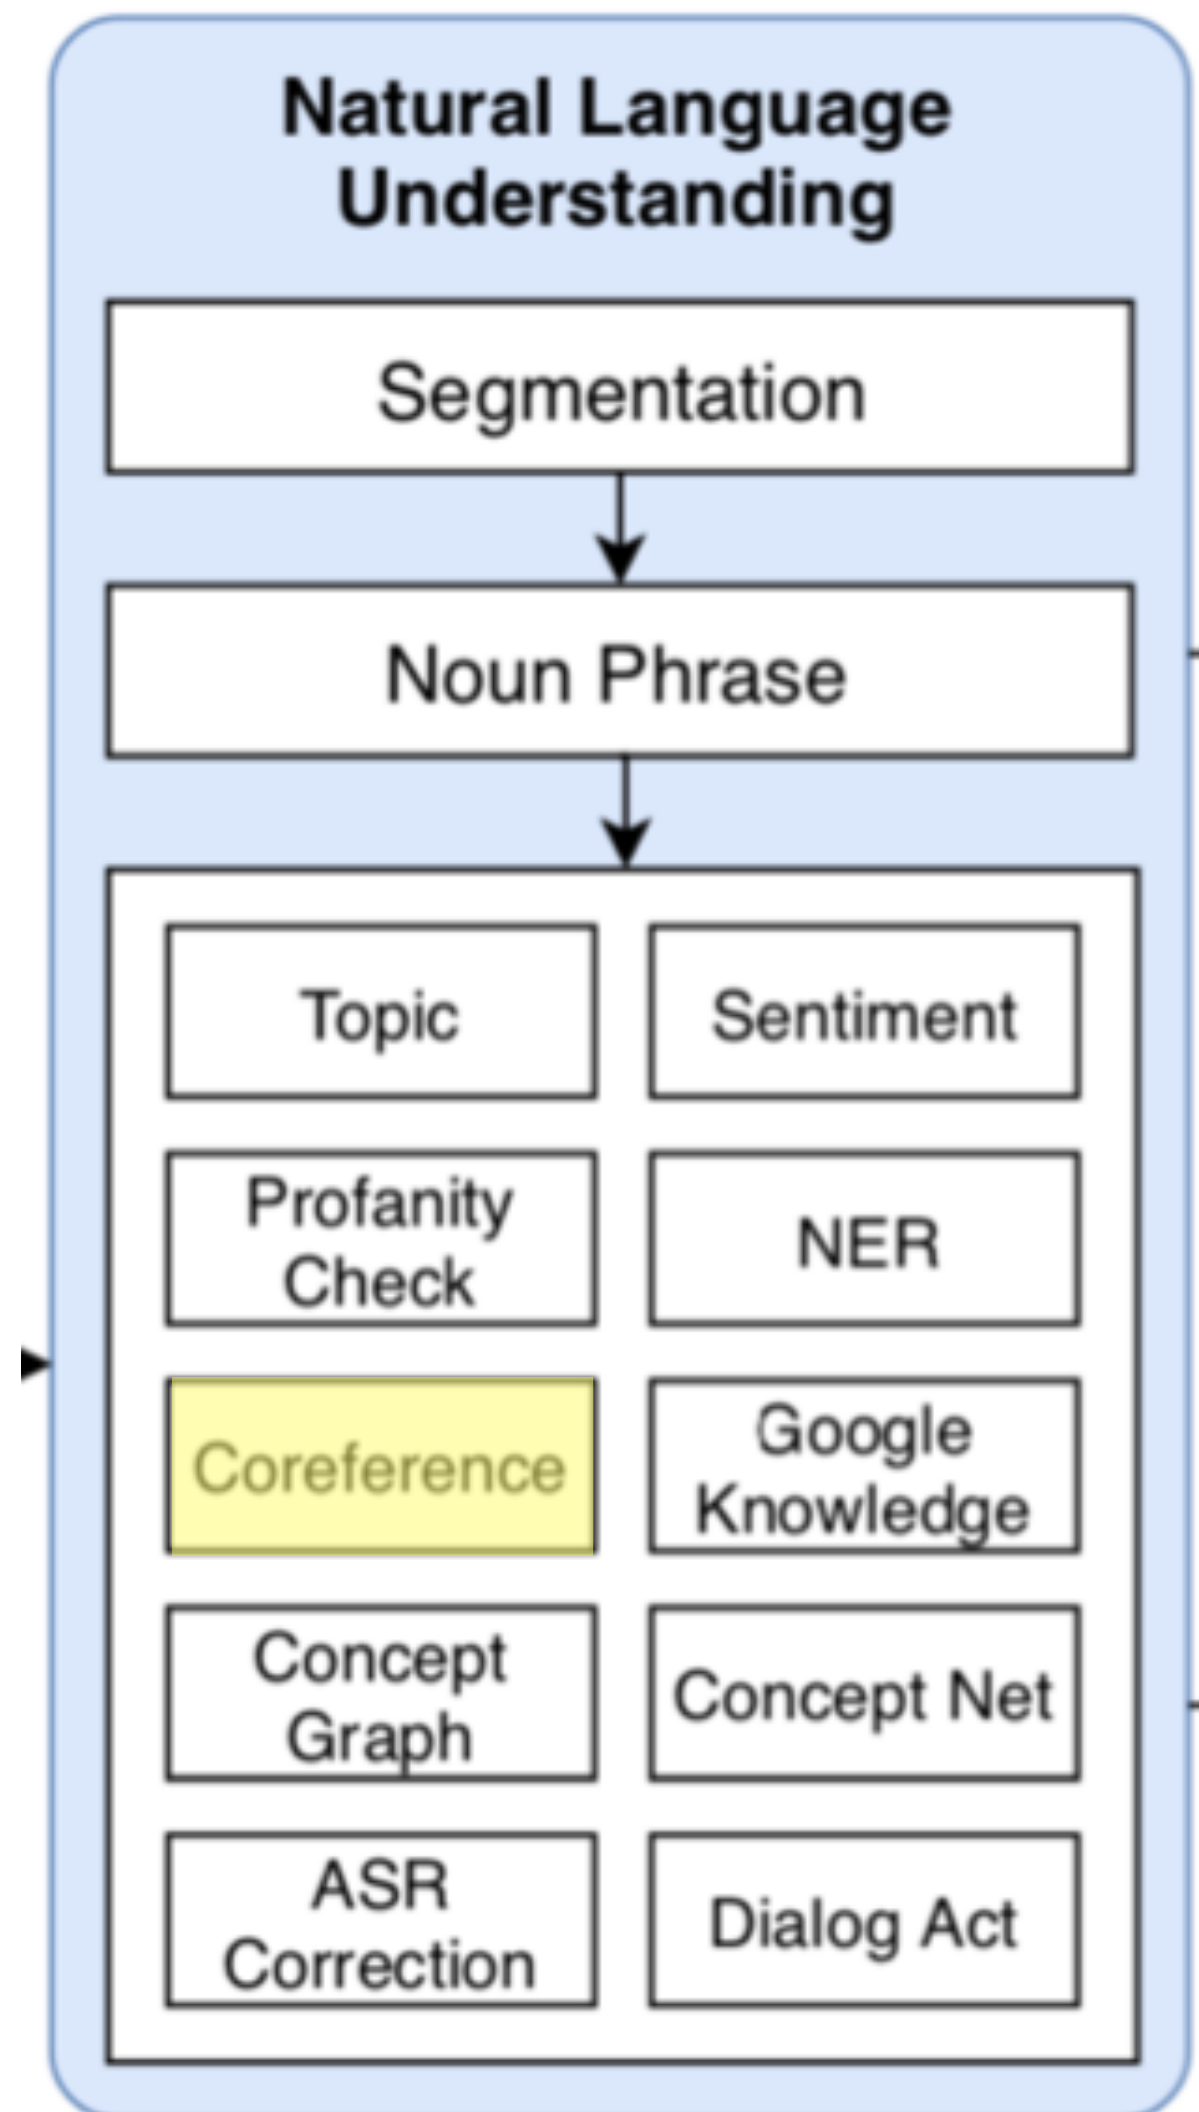 Natural Language
Understanding
Segmentation
Noun Phrase
Topic
Sentiment
Profanity
Check
NER
Coreference
Google
Knowledge
Concept
Graph
Concept Net
ASR
Correction
Dialog Act